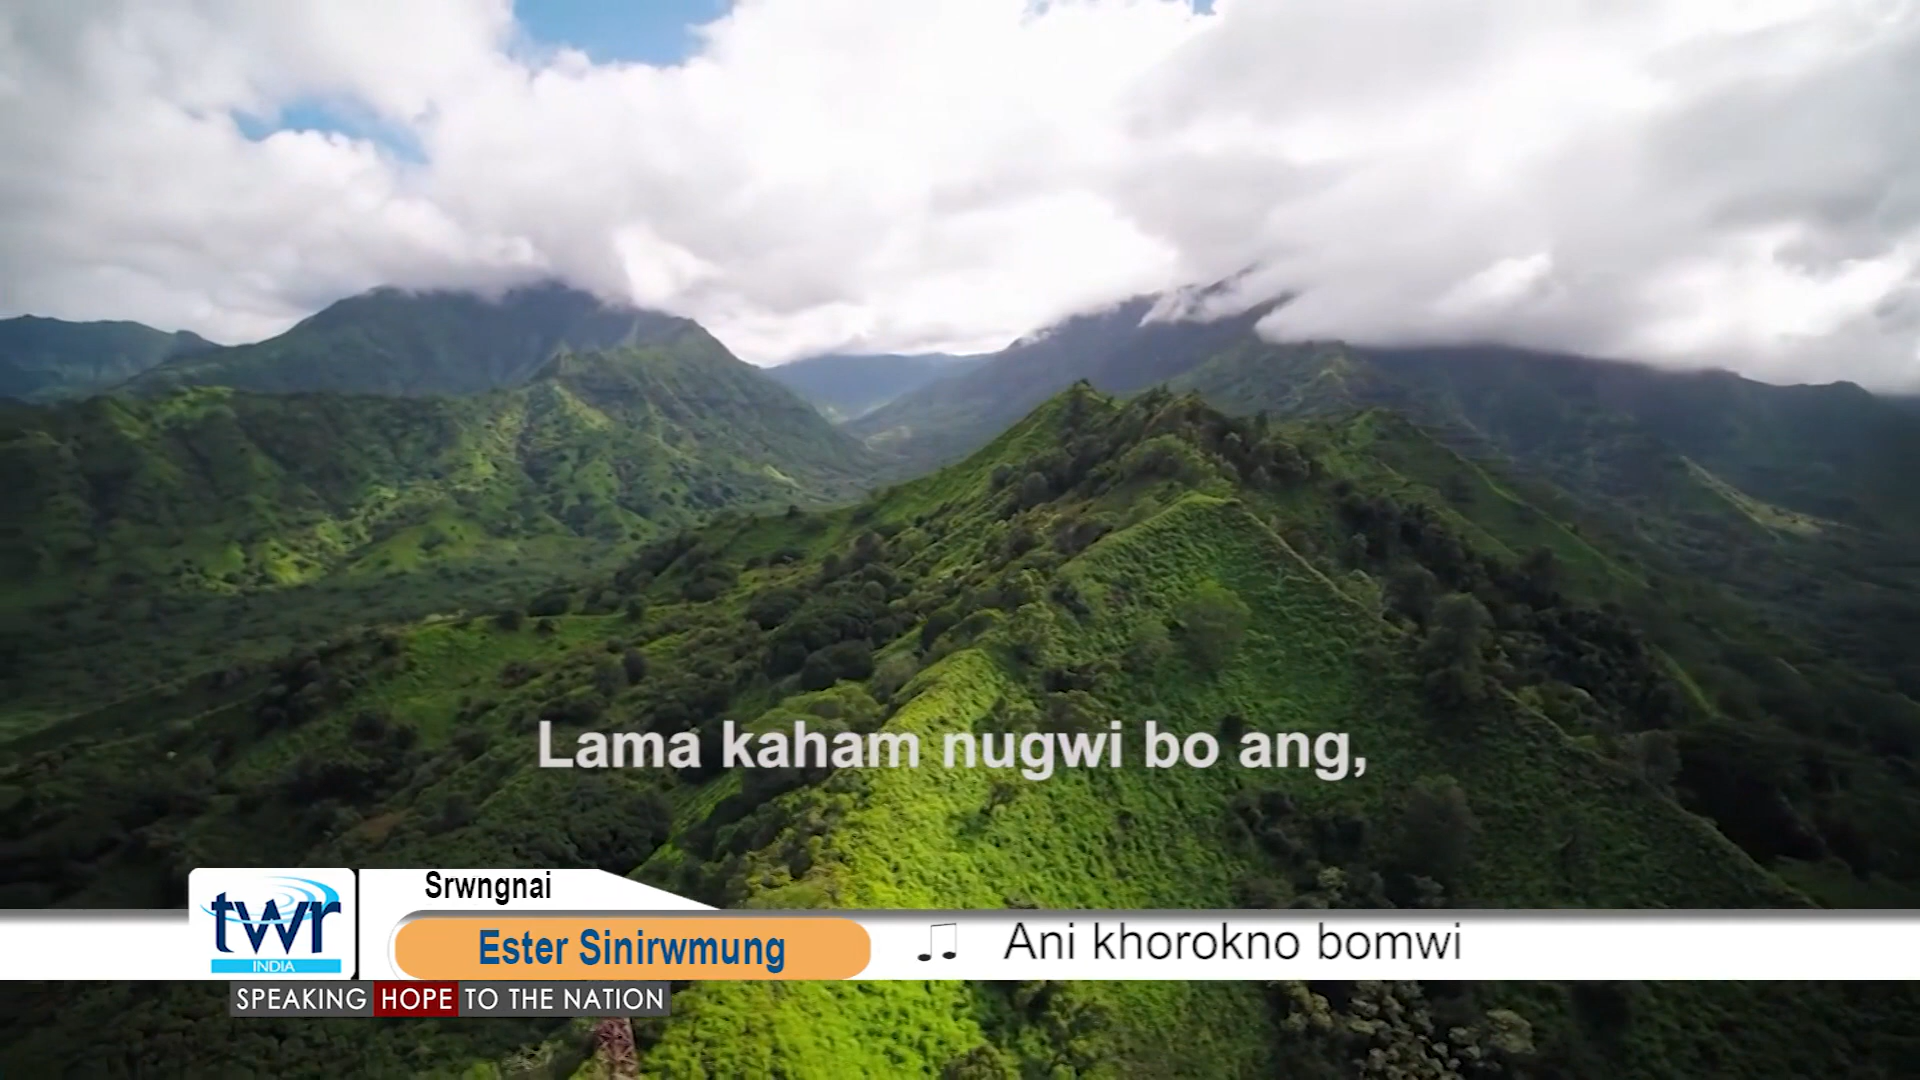 Lama kaham nugwi bo ang,
Srwngnai
twr
INDIA
Ester Sinirwmung
Ani khorokno bomwi
SPEAKING HOPE TO THE NATION